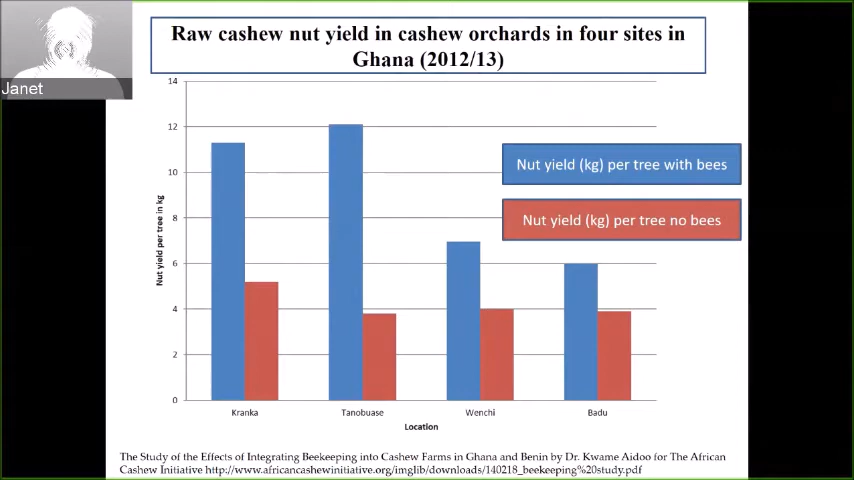 Raw cashew nut yield in cashew orchards in four sites in
Ghana (2012/13)
Janet
14
12
10
8
6
4
2
0
Nut yield per tree in kg
Nut yield (kg) per tree with bees
Nut yield (kg) per tree no bees
Kranka
Tanobuase
Wenchi
Badu
Location
The Study of the Effects of Integrating Beekeeping into Cashew Farms in Ghana and Benin by Dr. Kwame Aidoo for The African
Cashew Initiative http://www.africancashewinitiative.org/imglib/downloads/140218_beekeeping%20study.pdf